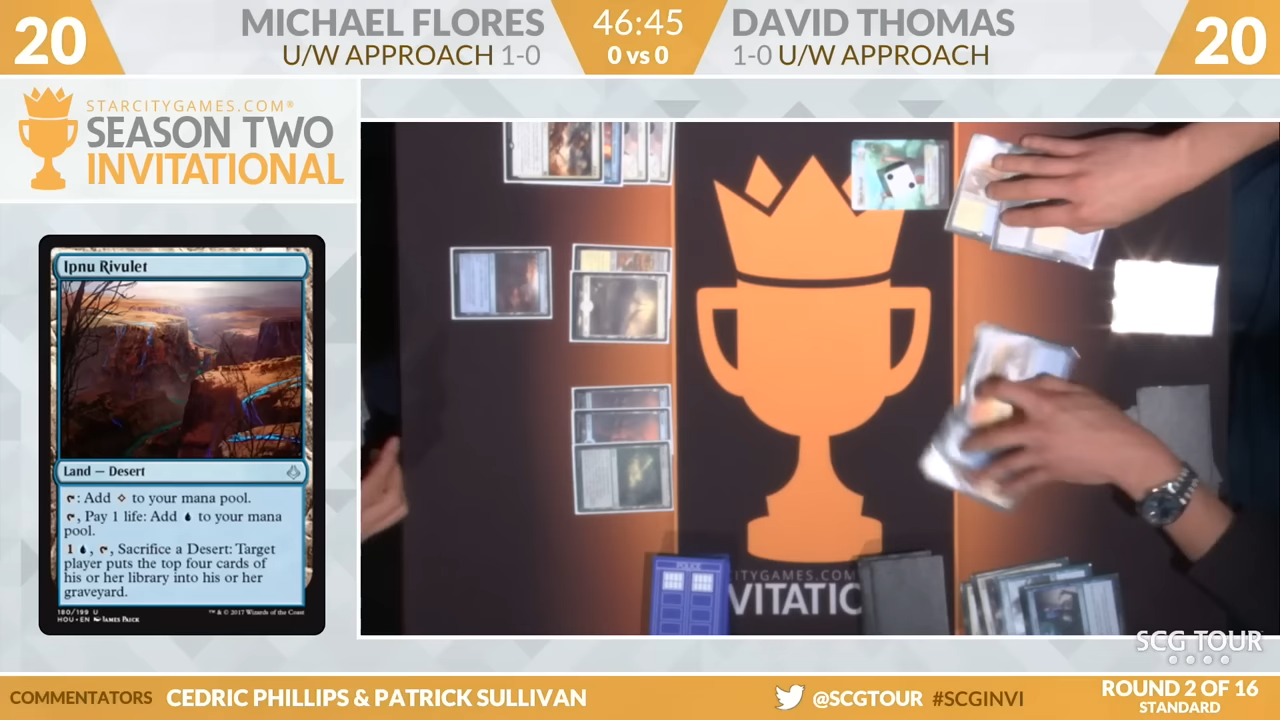 20
MICHAEL FLORES
U/W APPROACH 1-0
46:45
0 vs 0
DAVID THOMAS
1-0 U/W APPROACH
20
STARCITYGAMES.COM®
SEASON TWO
INVITATIONAL
Ipnu Rivulet
Land — Desert
: Add to your mana pool.
, Pay 1 life: Add to your mana
pool.
1 , , Sacrifice a Desert: Target
player puts the top four cards of
his or her library into his or her
graveyard.
180/199 U
HOU • EN JAMES PAICK
™ & © 2017 Wizards of the Coast
POLICE
CITYGAMES.COM
VITATIO
SCG TOUR
COMMENTATORS CEDRIC PHILLIPS & PATRICK SULLIVAN
@SCGTOUR #SCGINVI
ROUND 2 OF 16
STANDARD